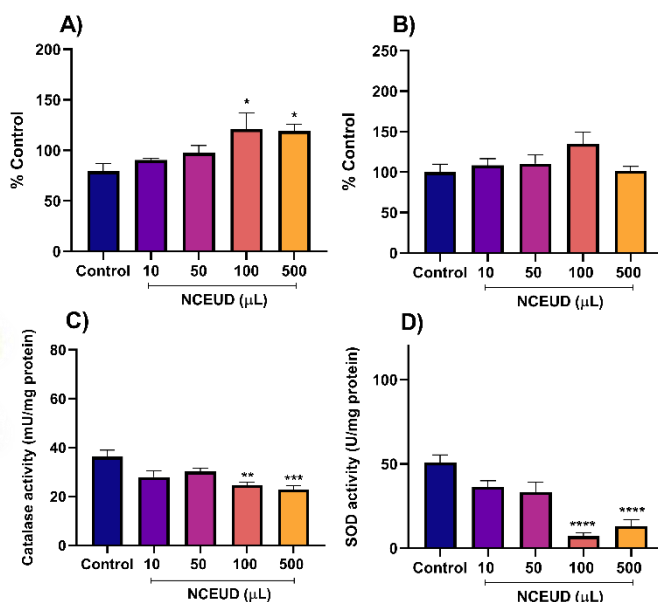 A)
200
150
100
50
0
% Control
*
*
Control
10
50
100
500
NCEUD (μL)
B)
250
200
150
100
50
0
% Control
Control
10
50
100
500
NCEUD (μL)
C)
80
60
40
20
0
Catalase activity (mU/mg protein)
**
***
Control
10
50
100
500
NCEUD (μL)
D)
100
50
0
SOD activity (U/mg protein)
****
****
Control
10
50
100
500
NCEUD (μL)